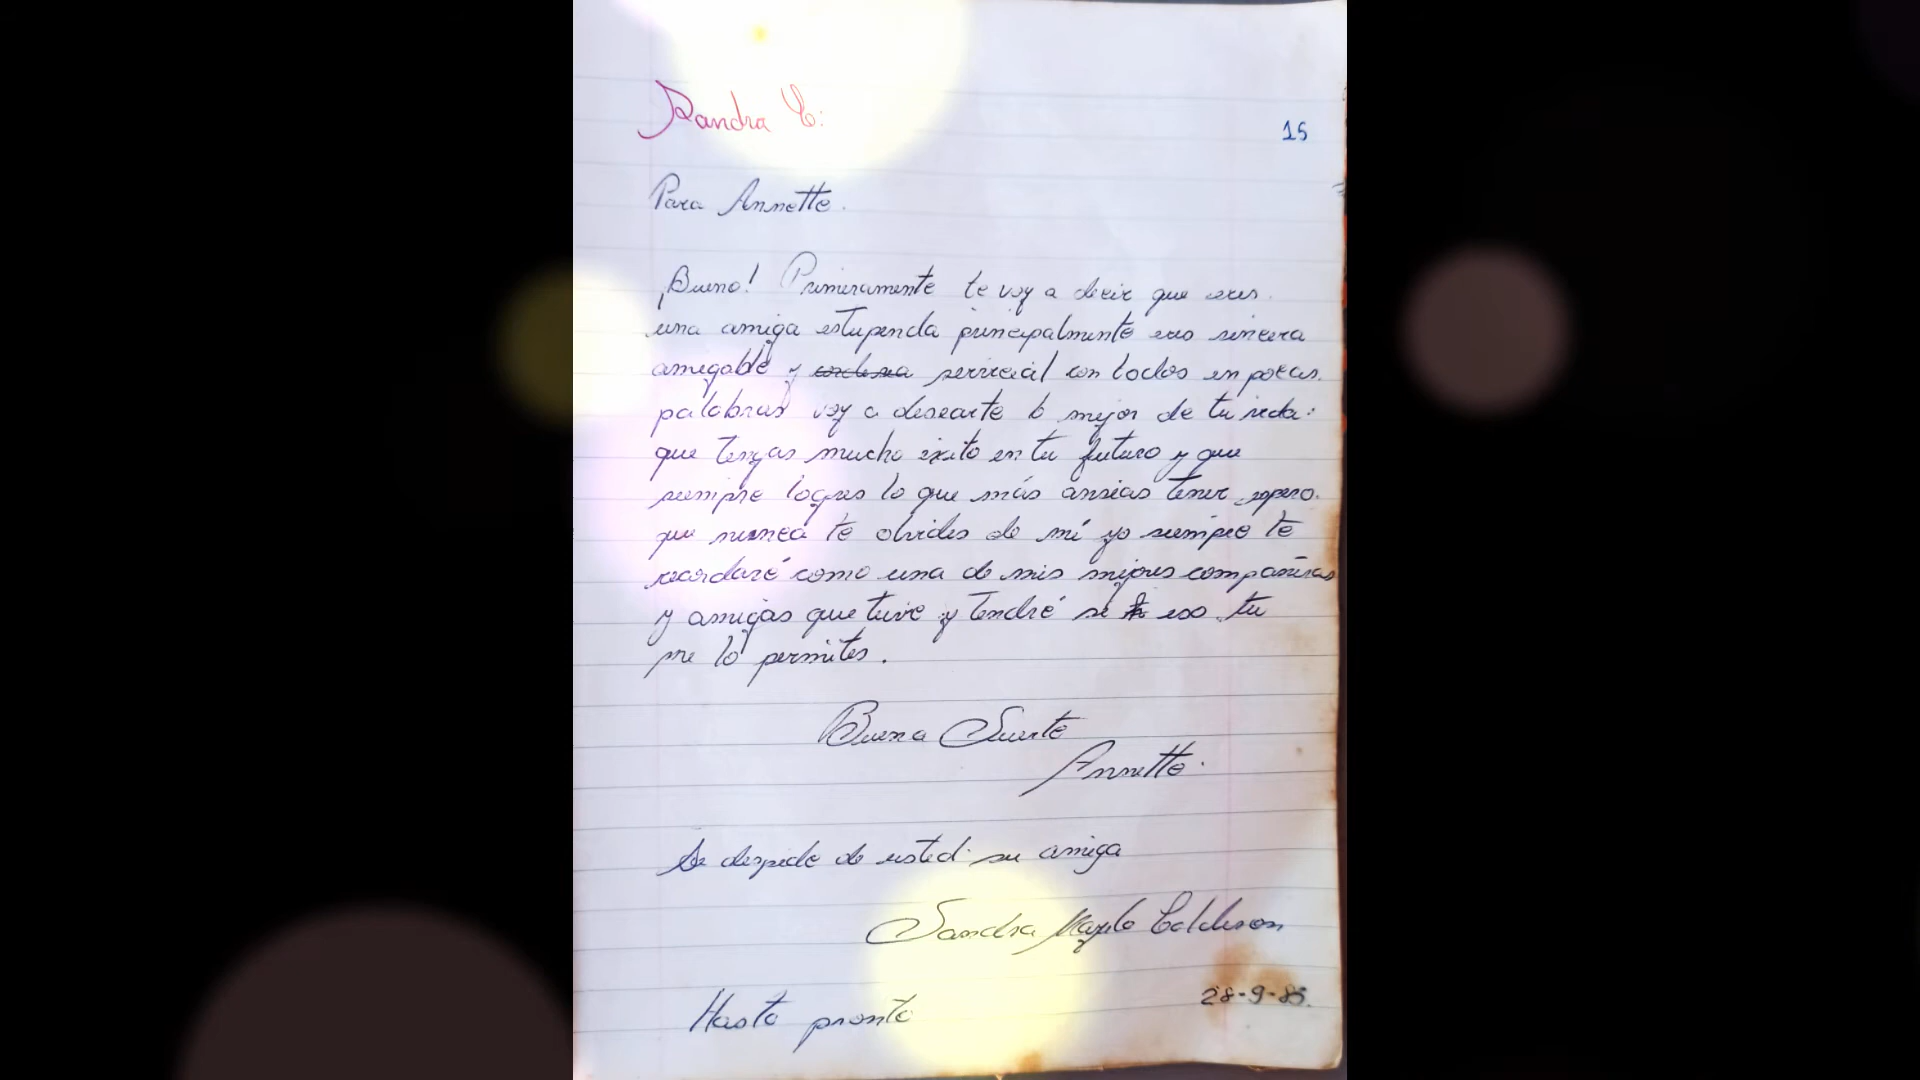 Sandra C:
15
Para Annette.
¡Bueno! Primeramente te voy a decir que eres
una amiga estupenda principalmente eres sincera
amigable y servicial con todos en pocas
palabras voy a desearte lo mejor de tu vida:
que tengas mucho éxito en tu futuro y que
siempre logres lo que más ansias tener espero
que nunca te olvides de mí yo siempre te
recordaré como una de mis mejores compañeras
y amigas que tuve y tendré si eso tu
me lo permites.
Buena Suerte
Annette.
Se despide de usted su amiga
Sandra Calderon
28-9-85.
Hasta pronto